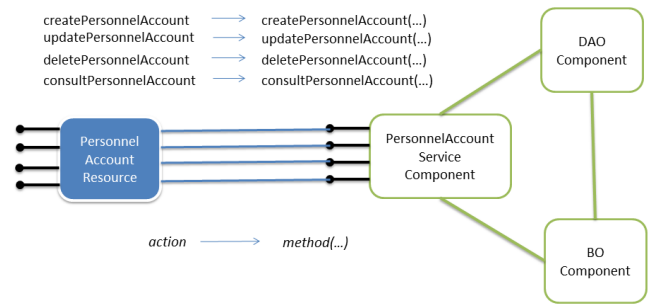 createPersonnelAccount createPersonnelAccount(...)
updatePersonnelAccount updatePersonnelAccount(...)
deletePersonnelAccount deletePersonnelAccount(...)
consultPersonnelAccount consultPersonnelAccount(...)
DAO
Component
Personnel
Account
Resource
PersonnelAccount
Service
Component
action method(...)
BO
Component